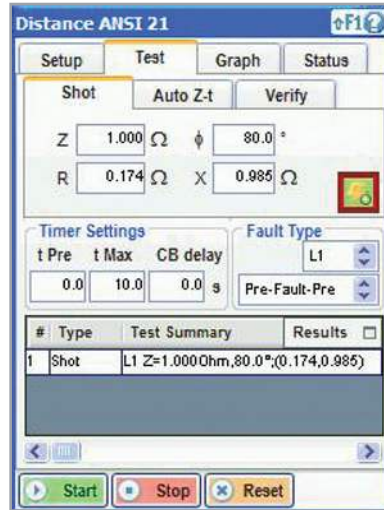 Distance ANSI 21 ⇧F1?
Setup Test Graph Status
Shot Auto Z-t Verify
Z 1.000 Ω ϕ 80.0 °
R 0.174 Ω X 0.985 Ω
Timer Settings Fault Type
t Pre t Max CB delay L1
0.0 10.0 0.0 s Pre-Fault-Pre
# Type Test Summary Results
1 Shot L1 Z=1.000Ohm,80.0°;(0.174,0.985)
Start Stop Reset